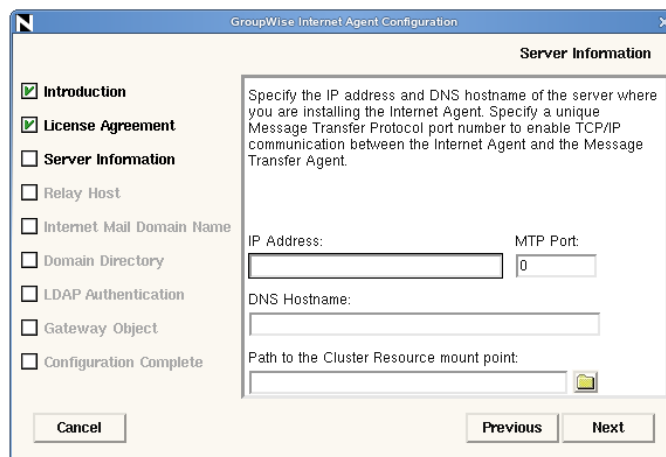 GroupWise Internet Agent Configuration
Server Information
Introduction
License Agreement
Server Information
Relay Host
Internet Mail Domain Name
Domain Directory
LDAP Authentication
Gateway Object
Configuration Complete
Specify the IP address and DNS hostname of the server where
you are installing the Internet Agent. Specify a unique
Message Transfer Protocol port number to enable TCP/IP
communication between the Internet Agent and the Message
Transfer Agent.
IP Address: MTP Port:
0
DNS Hostname:
Path to the Cluster Resource mount point:
Cancel Previous Next